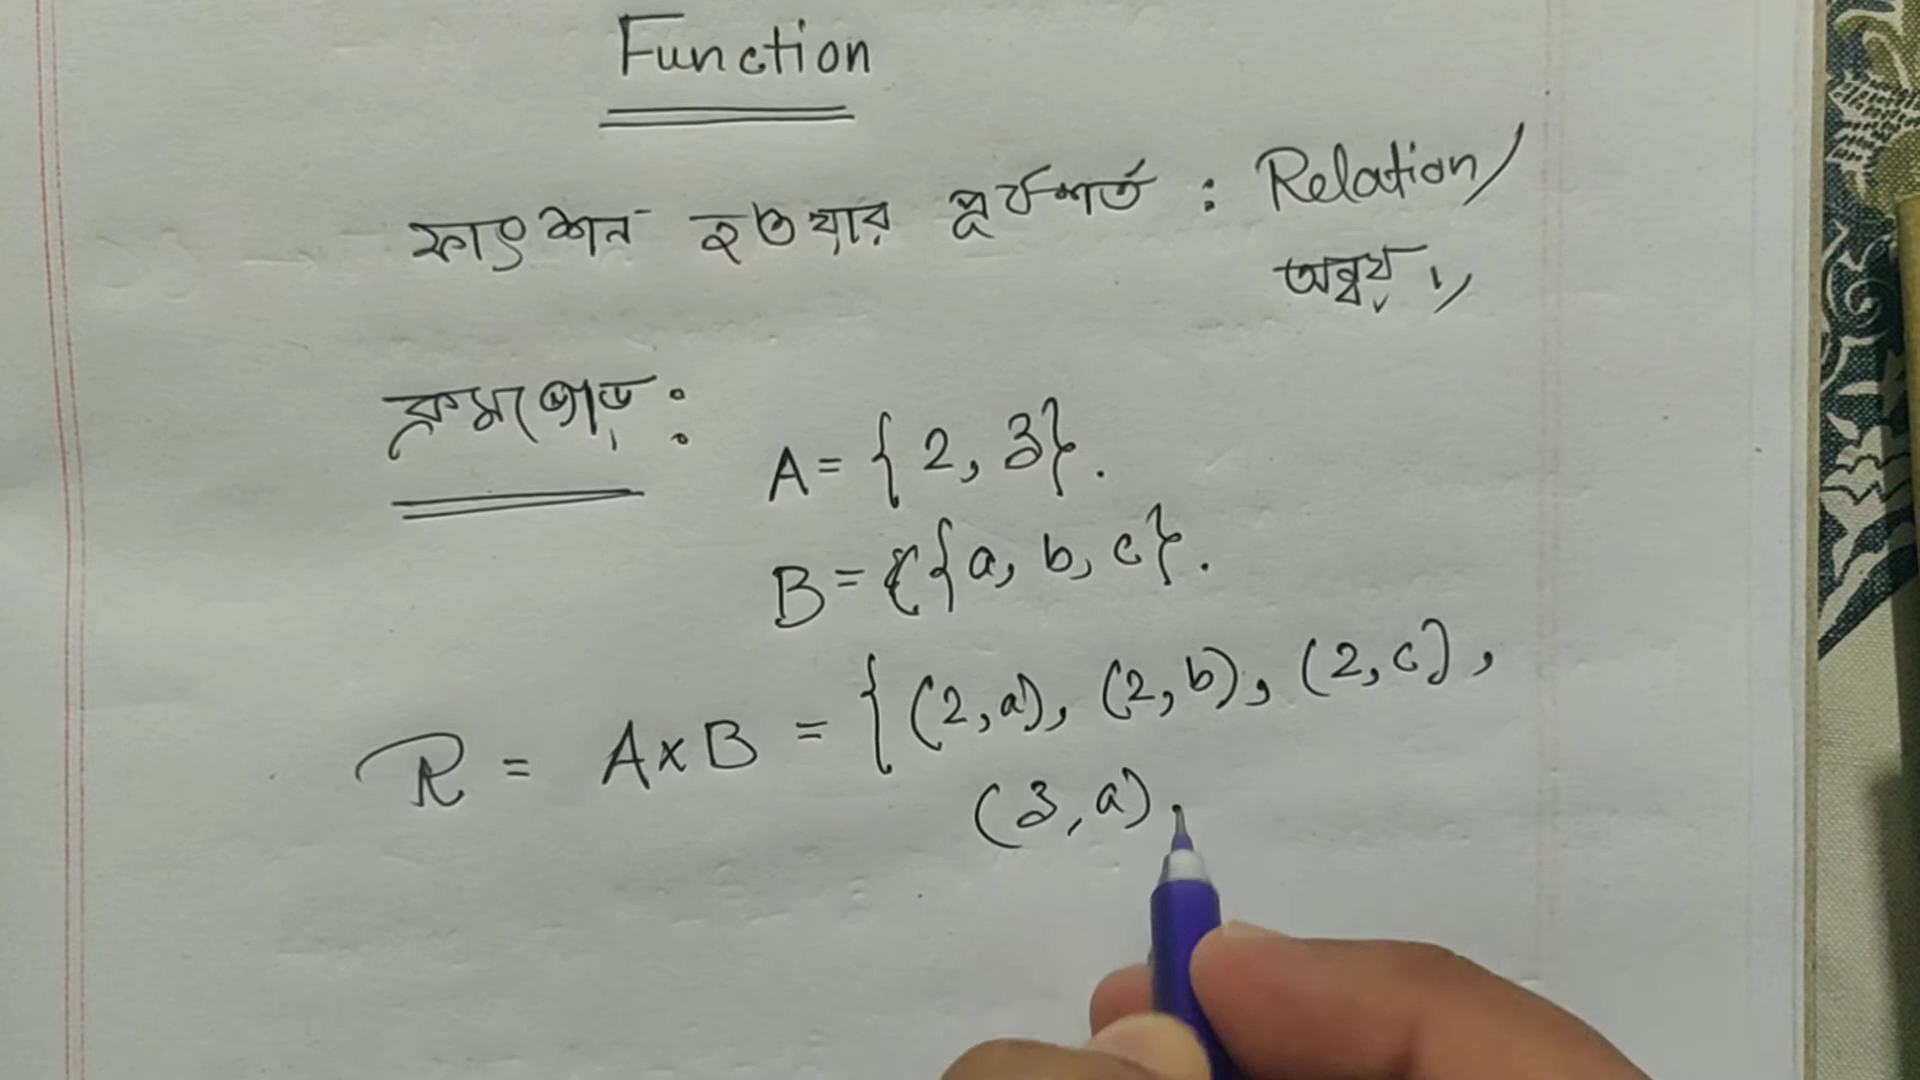 Function
ফাংশন হওয়ার পূর্বশর্ত : Relation/
অন্বয় ।,
ক্রমজোড় :
A = { 2, 3}.
B = {{a, b, c}.
R = A×B = { (2,a), (2,b), (2,c),
(3,a),